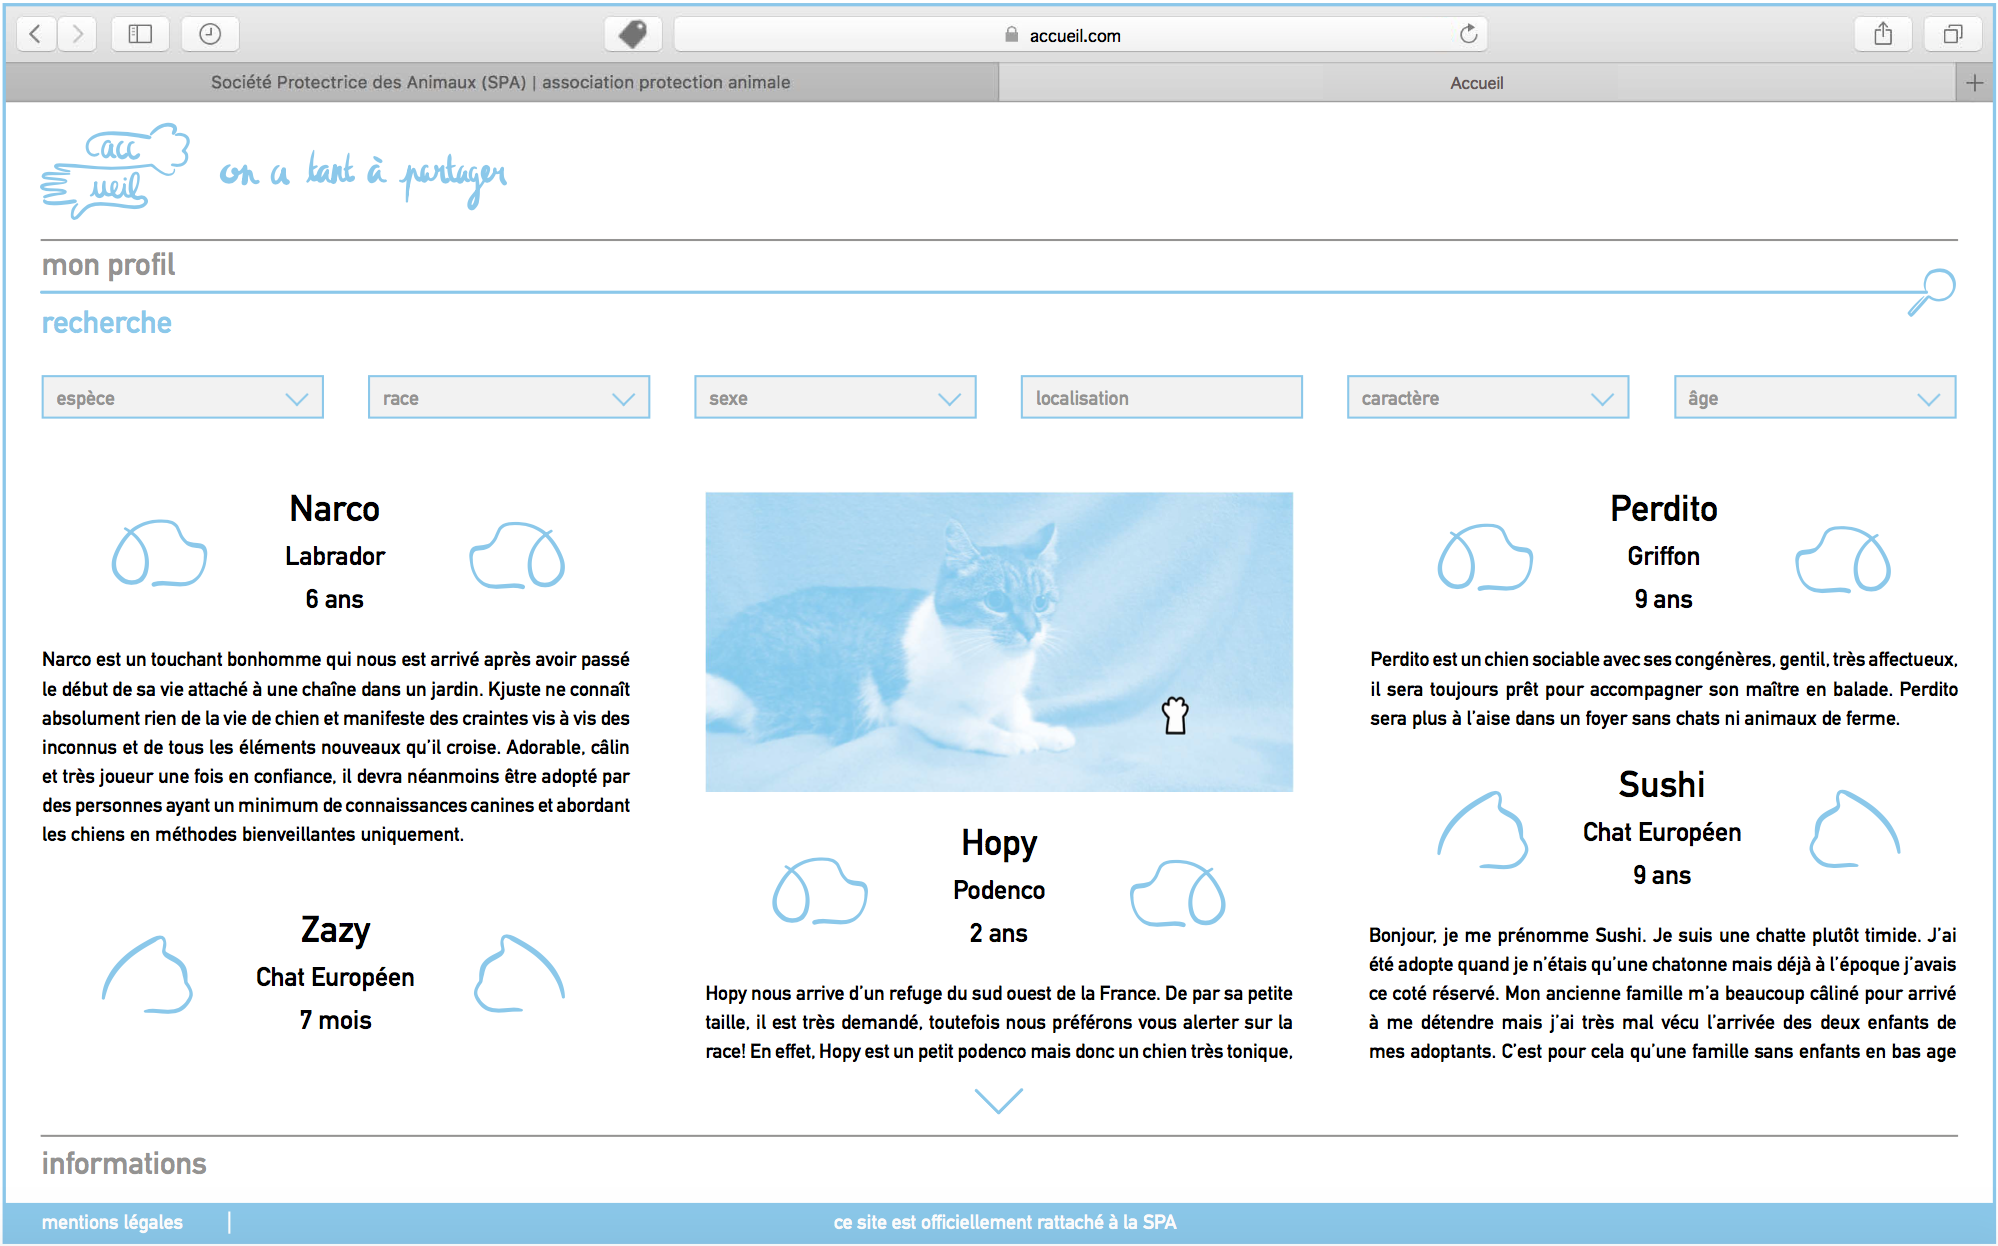 accueil.com
Société Protectrice des Animaux (SPA) | association protection animale
Accueil
acc
ueil
on a tant à partager
mon profil
recherche
espèce
race
sexe
localisation
caractère
âge
Narco
Labrador
6 ans
Narco est un touchant bonhomme qui nous est arrivé après avoir passé
le début de sa vie attaché à une chaîne dans un jardin. Kjuste ne connaît
absolument rien de la vie de chien et manifeste des craintes vis à vis des
inconnus et de tous les éléments nouveaux qu'il croise. Adorable, câlin
et très joueur une fois en confiance, il devra néanmoins être adopté par
des personnes ayant un minimum de connaissances canines et abordant
les chiens en méthodes bienveillantes uniquement.
Zazy
Chat Européen
7 mois
Hopy
Podenco
2 ans
Hopy nous arrive d'un refuge du sud ouest de la France. De par sa petite
taille, il est très demandé, toutefois nous préférons vous alerter sur la
race! En effet, Hopy est un petit podenco mais donc un chien très tonique,
Perdito
Griffon
9 ans
Perdito est un chien sociable avec ses congénères, gentil, très affectueux,
il sera toujours prêt pour accompagner son maître en balade. Perdito
sera plus à l'aise dans un foyer sans chats ni animaux de ferme.
Sushi
Chat Européen
9 ans
Bonjour, je me prénomme Sushi. Je suis une chatte plutôt timide. J'ai
été adopte quand je n'étais qu'une chatonne mais déjà à l'époque j'avais
ce coté réservé. Mon ancienne famille m'a beaucoup câliné pour arrivé
à me détendre mais j'ai très mal vécu l'arrivée des deux enfants de
mes adoptants. C'est pour cela qu'une famille sans enfants en bas age
informations
mentions légales |
ce site est officiellement rattaché à la SPA